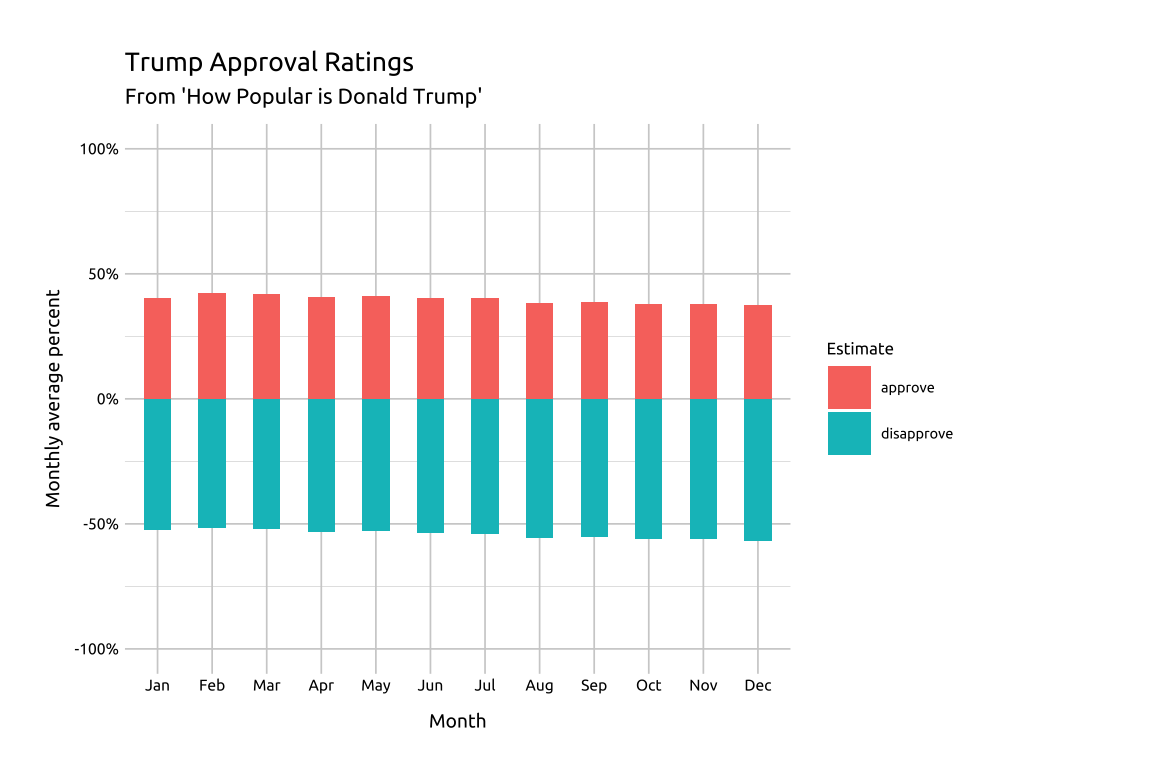 Trump Approval Ratings
From 'How Popular is Donald Trump'
Monthly average percent
100%
50%
0%
-50%
-100%
Jan Feb Mar Apr May Jun Jul Aug Sep Oct Nov Dec
Month
Estimate
approve
disapprove